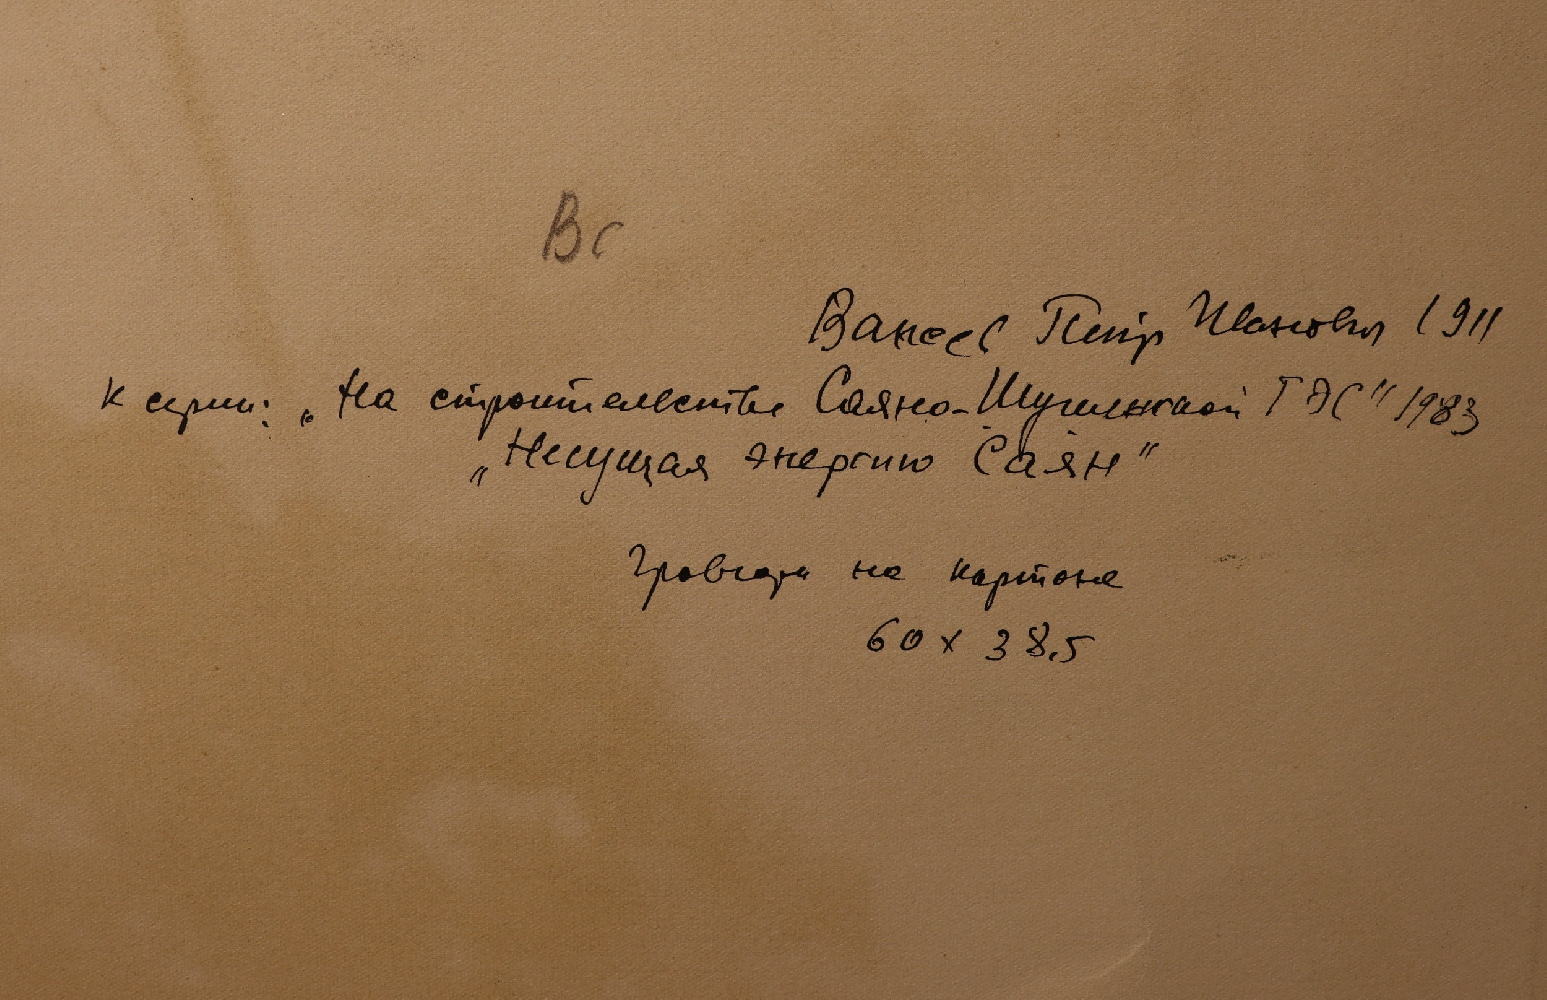 Вс
Ванеев Пётр Иванович 1911
к серии: „На строительстве Саяно-Шушенской ГЭС" 1983
„Несущая энергию Саян"
Гравюра на картоне
60 х 38,5